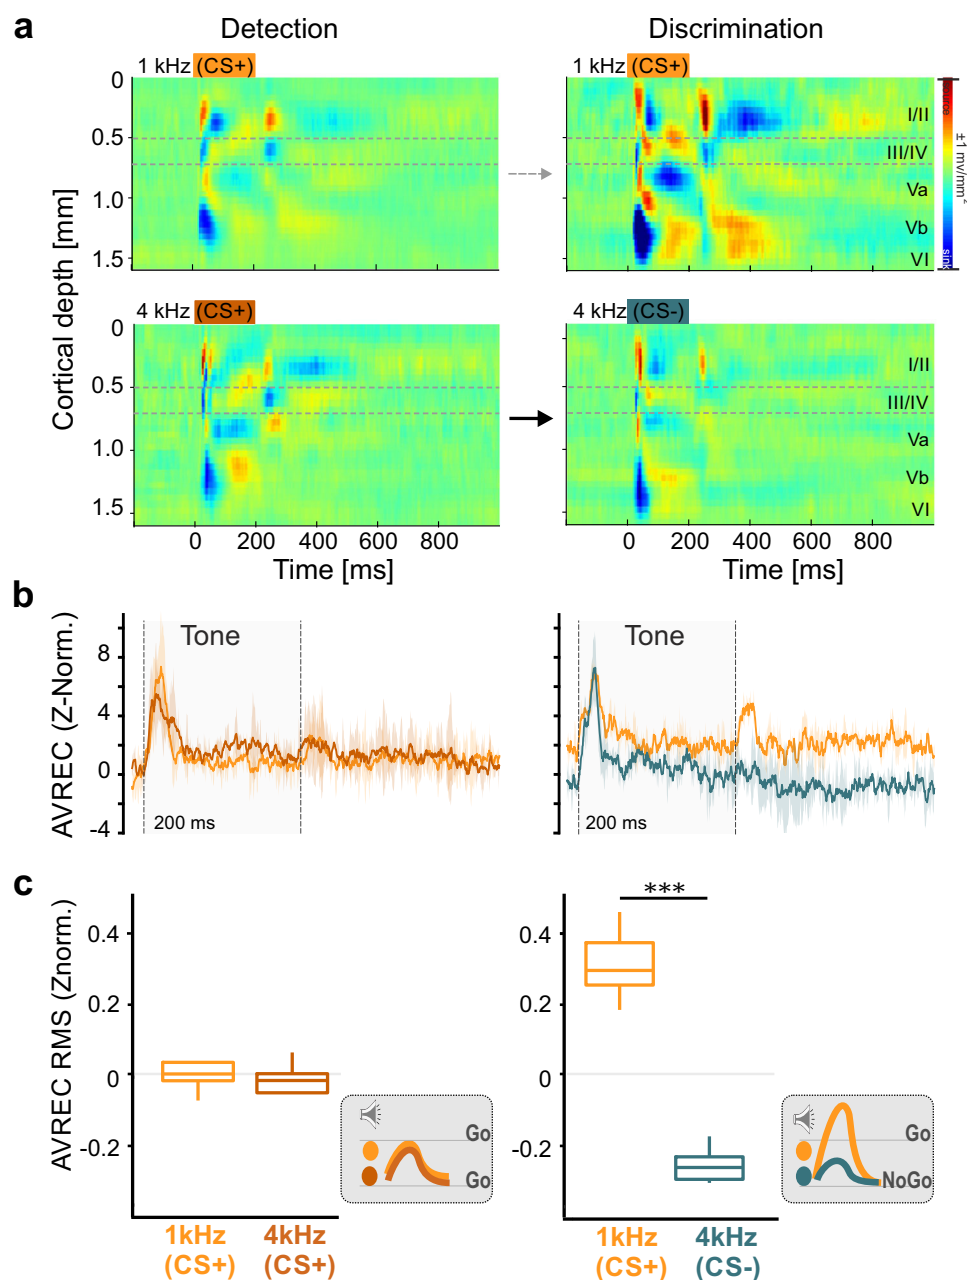 a
Detection
Discrimination
1 kHz (CS+)
1 kHz (CS+)
0
0.5
1.0
1.5
I/II
III/IV
Va
Vb
VI
source
±1 mv/mm²
sink
Cortical depth [mm]
4 kHz (CS+)
4 kHz (CS-)
0
0.5
1.0
1.5
I/II
III/IV
Va
Vb
VI
0 200 400 600 800
0 200 400 600 800
Time [ms]
Time [ms]
b
AVREC (Z-Norm.)
8
4
0
-4
Tone
200 ms
Tone
200 ms
c
AVREC RMS (Znorm.)
0.4
0.2
0
-0.2
Go
Go
1kHz 4kHz
(CS+) (CS+)
***
0.4
0.2
0
-0.2
Go
NoGo
1kHz 4kHz
(CS+) (CS-)